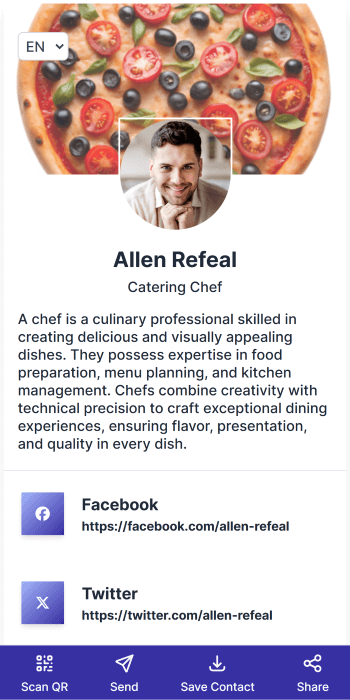 EN
Allen Refeal
Catering Chef
A chef is a culinary professional skilled in
creating delicious and visually appealing
dishes. They possess expertise in food
preparation, menu planning, and kitchen
management. Chefs combine creativity with
technical precision to craft exceptional dining
experiences, ensuring flavor, presentation,
and quality in every dish.
Facebook
https://facebook.com/allen-refeal
Twitter
https://twitter.com/allen-refeal
Scan QR Send Save Contact Share